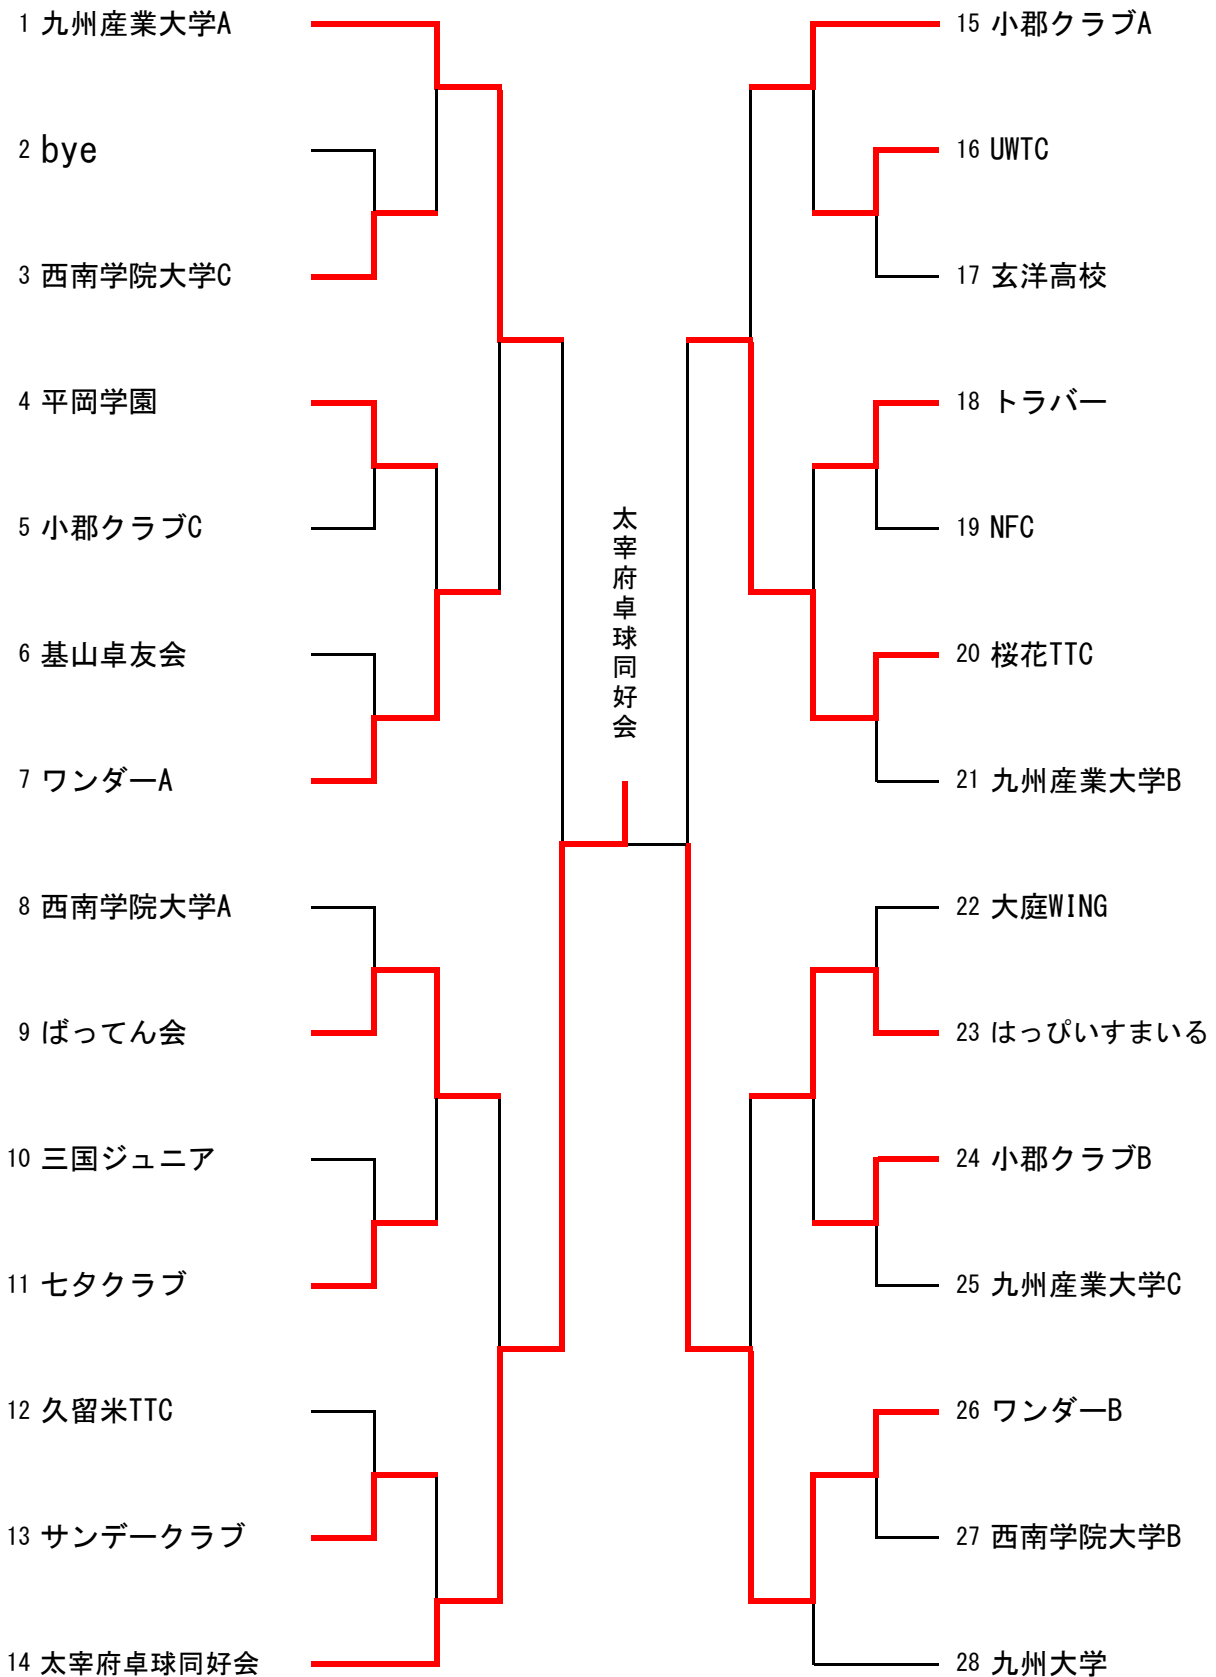 1 九州産業大学A
2 bye
3 西南学院大学C
4 平岡学園
5 小郡クラブC
6 基山卓友会
7 ワンダーA
8 西南学院大学A
9 ばってん会
10 三国ジュニア
11 七夕クラブ
12 久留米TTC
13 サンデークラブ
14 太宰府卓球同好会
太宰府卓球同好会
15 小郡クラブA
16 UWTC
17 玄洋高校
18 トラバー
19 NFC
20 桜花TTC
21 九州産業大学B
22 大庭WING
23 はっぴいすまいる
24 小郡クラブB
25 九州産業大学C
26 ワンダーB
27 西南学院大学B
28 九州大学